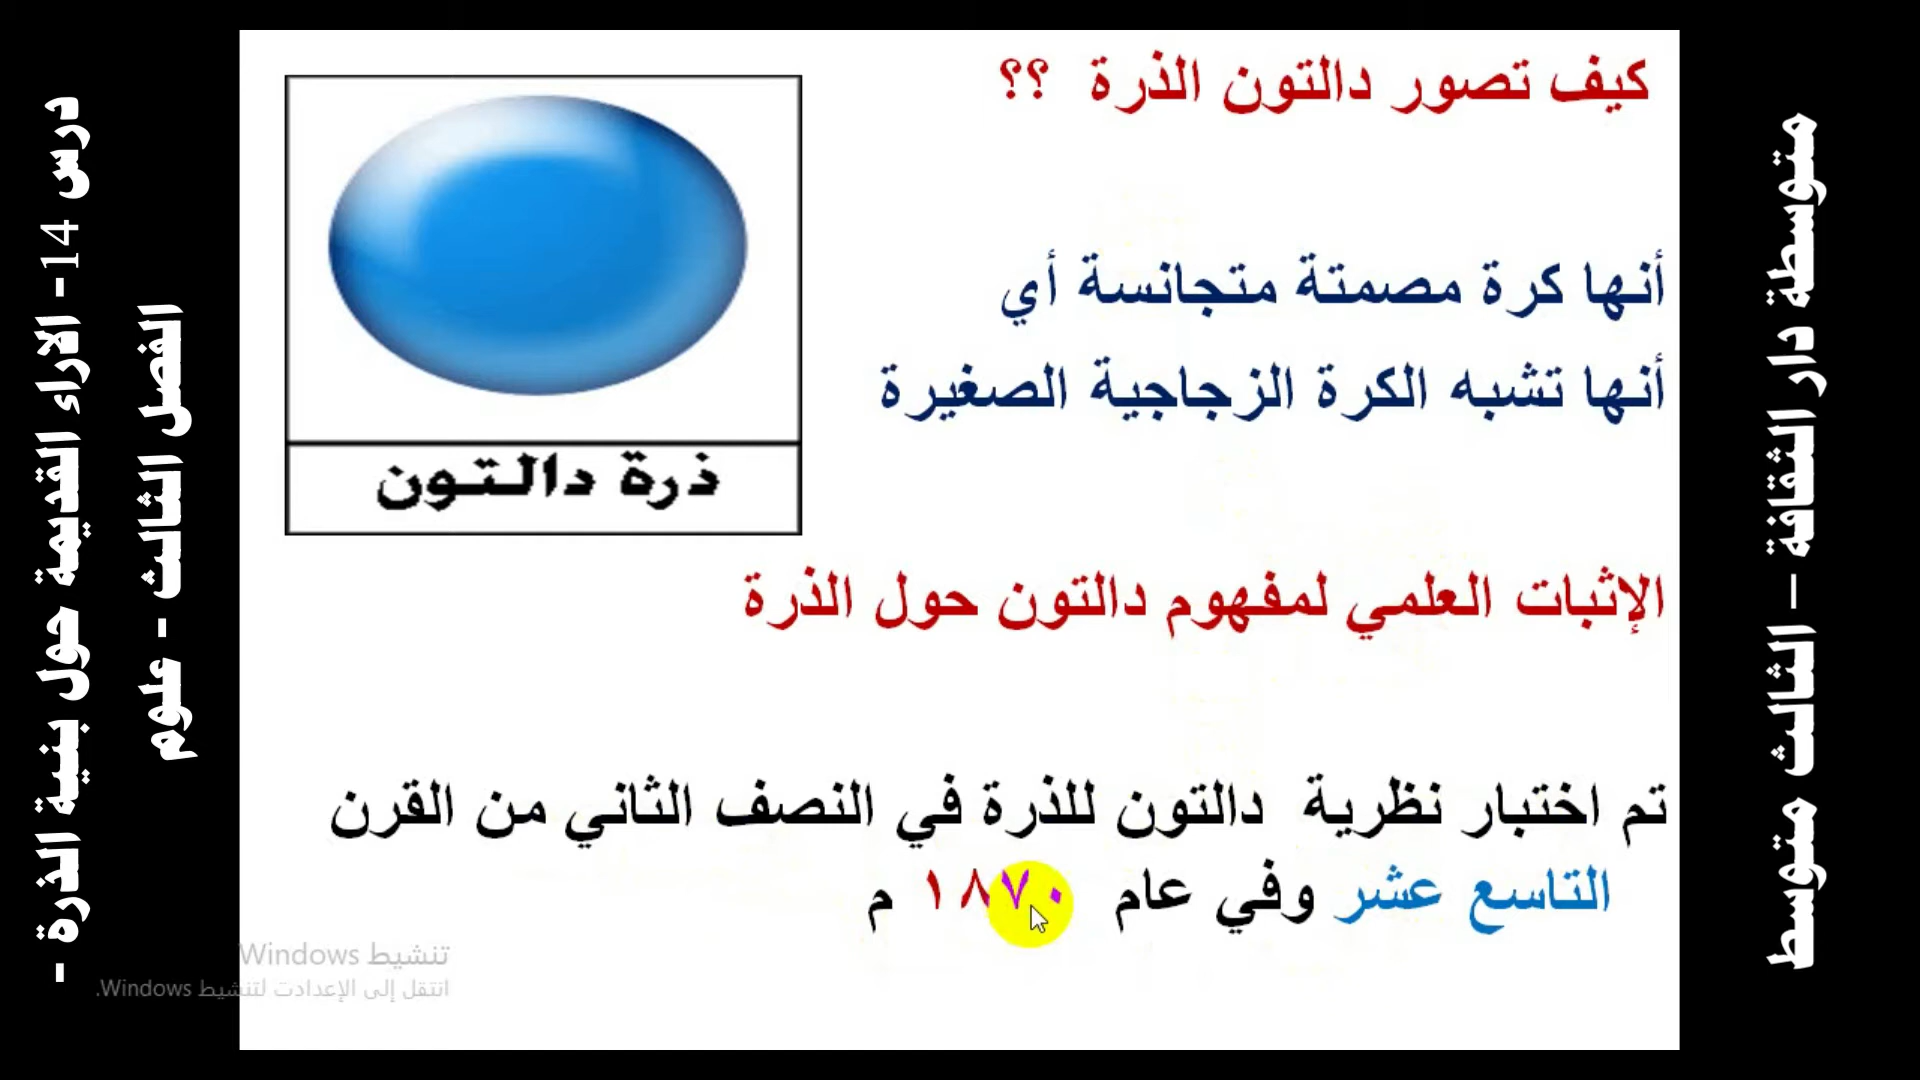 كيف تصور دالتون الذرة ؟؟
أنها كرة مصمتة متجانسة أي
أنها تشبه الكرة الزجاجية الصغيرة
ذرة دالتون
الإثبات العلمي لمفهوم دالتون حول الذرة
تم اختبار نظرية دالتون للذرة في النصف الثاني من القرن
التاسع عشر وفي عام ١٨٧٠ م
متوسطة دار الثقافة – الثالث متوسط
درس 14- الاراء القديمة حول بنية الذرة -
الفصل الثالث - علوم
تنشيط Windows
انتقل إلى الإعدادت لتنشيط Windows.